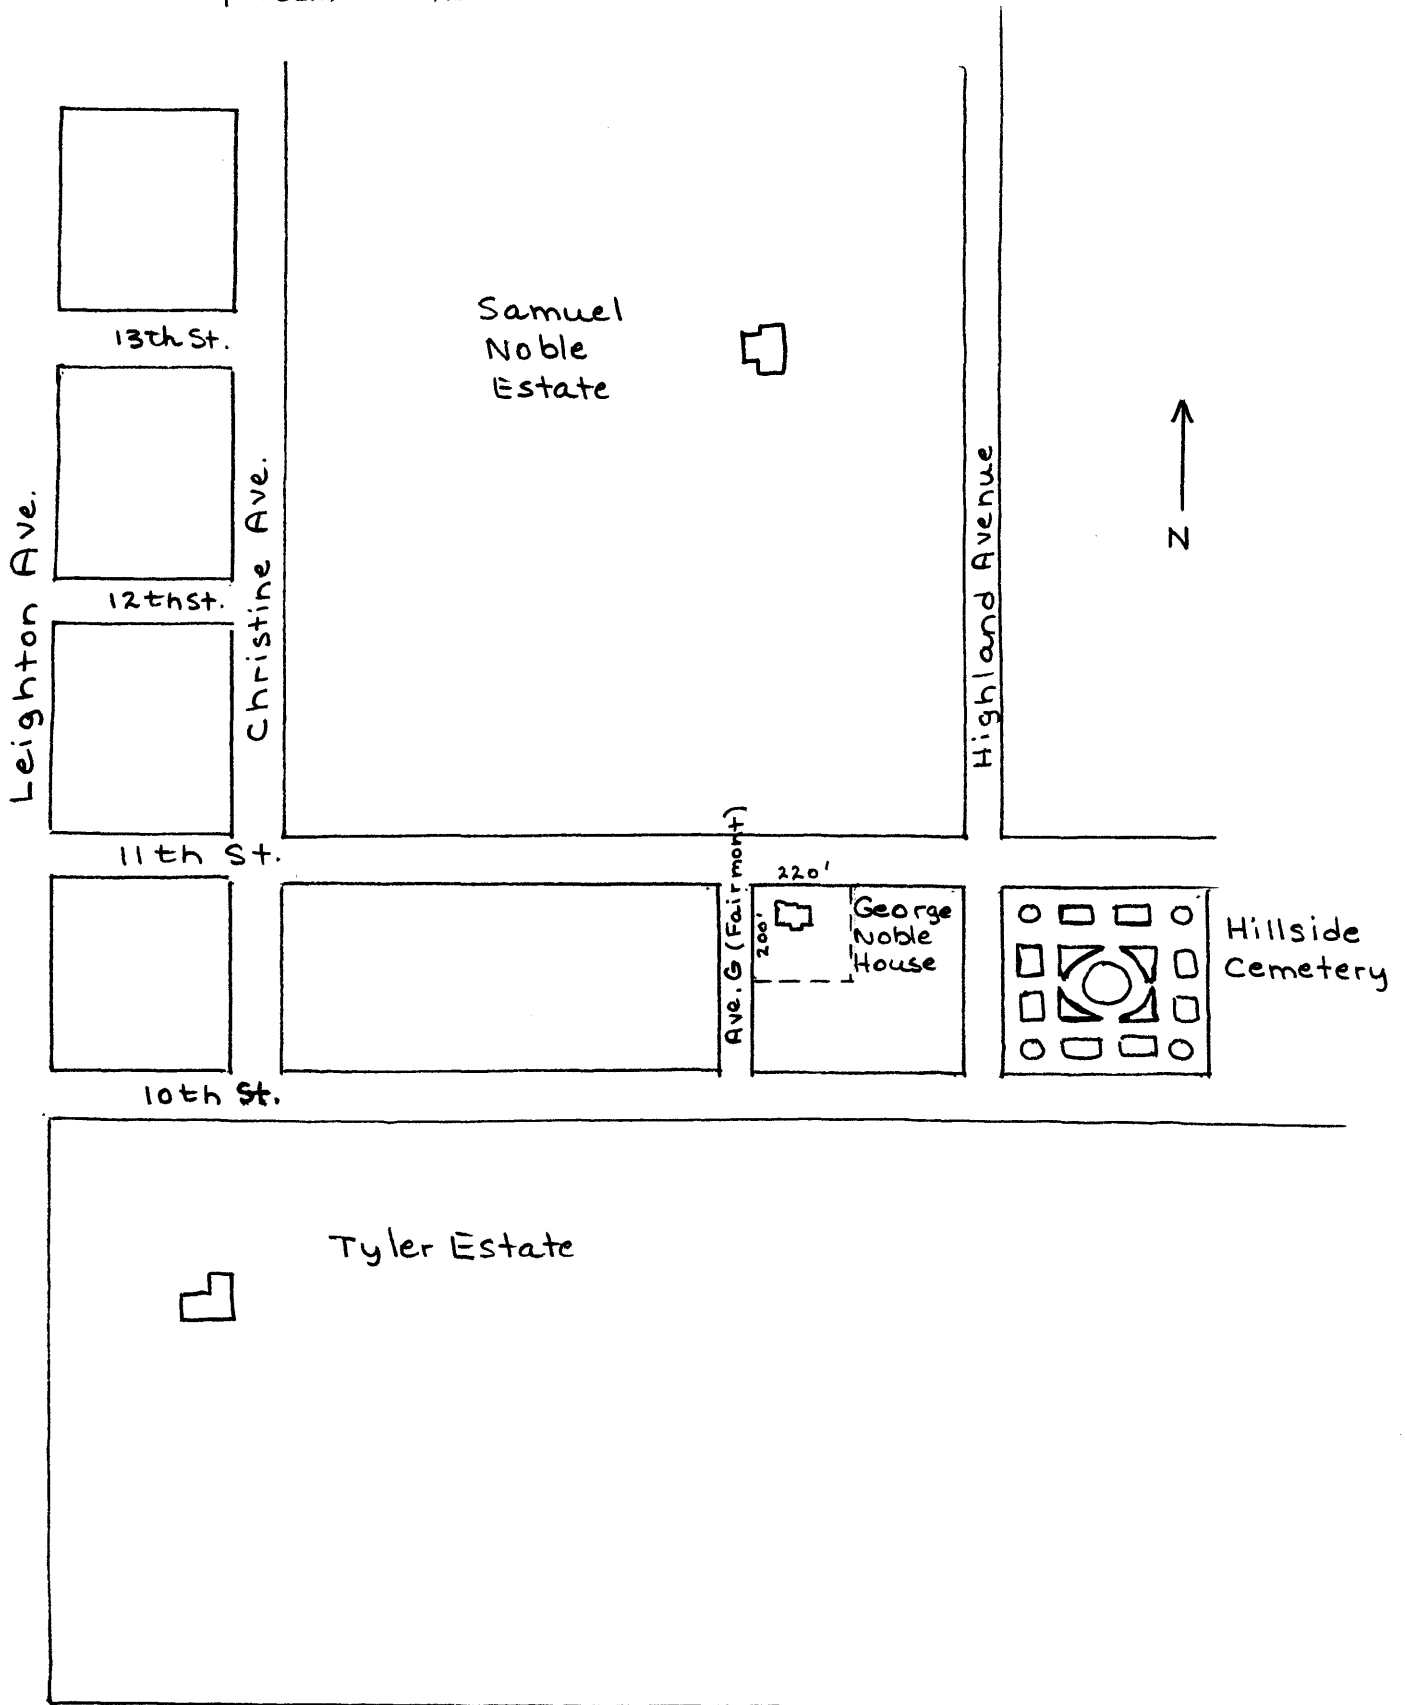 Samuel
Noble
Estate
13th St.
12th St.
Leighton Ave.
Christine Ave.
Highland Avenue
N
11th St.
Ave. G (Fairmont)
220'
200'
George
Noble
House
Hillside
Cemetery
10th St.
Tyler Estate